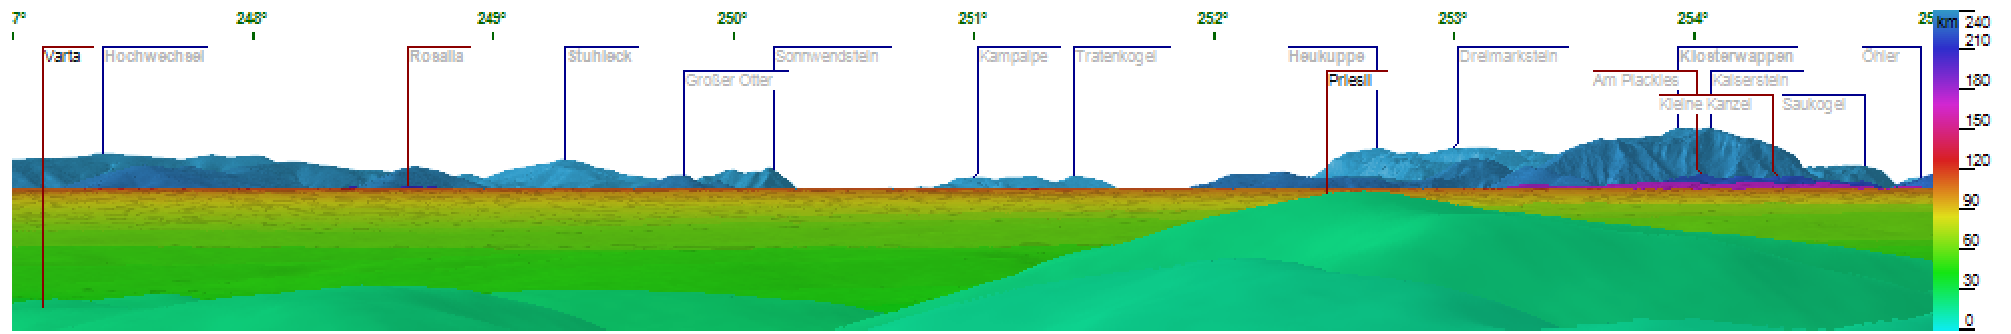 7° 248° 249° 250° 251° 252° 253° 254° 25 km 240
210
Varta Hochwechsel Rosalia Stuhleck Sonnwendstein Kampalpe Tratenkogel Heukuppe Dreimarkstein Klosterwappen Öhler
Großer Otter Priesil Am Plackles Kaiserstein 180
Kleine Kanzel Saukogel
150
120
90
60
30
0